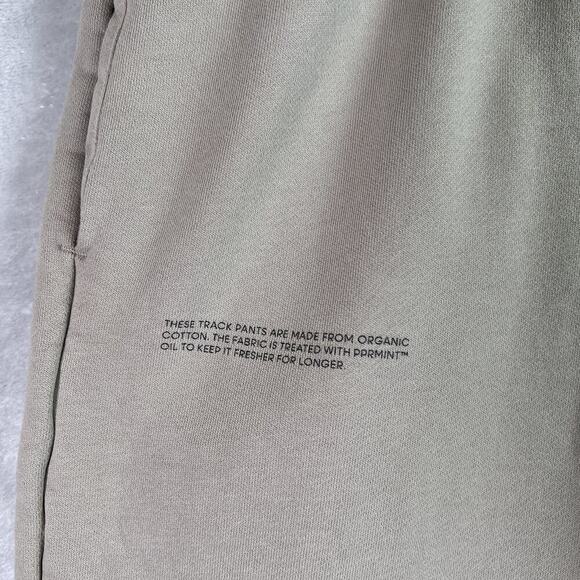 THESE TRACK PANTS ARE MADE FROM ORGANIC
COTTON. THE FABRIC IS TREATED WITH PPRMINT™
OIL TO KEEP IT FRESHER FOR LONGER.